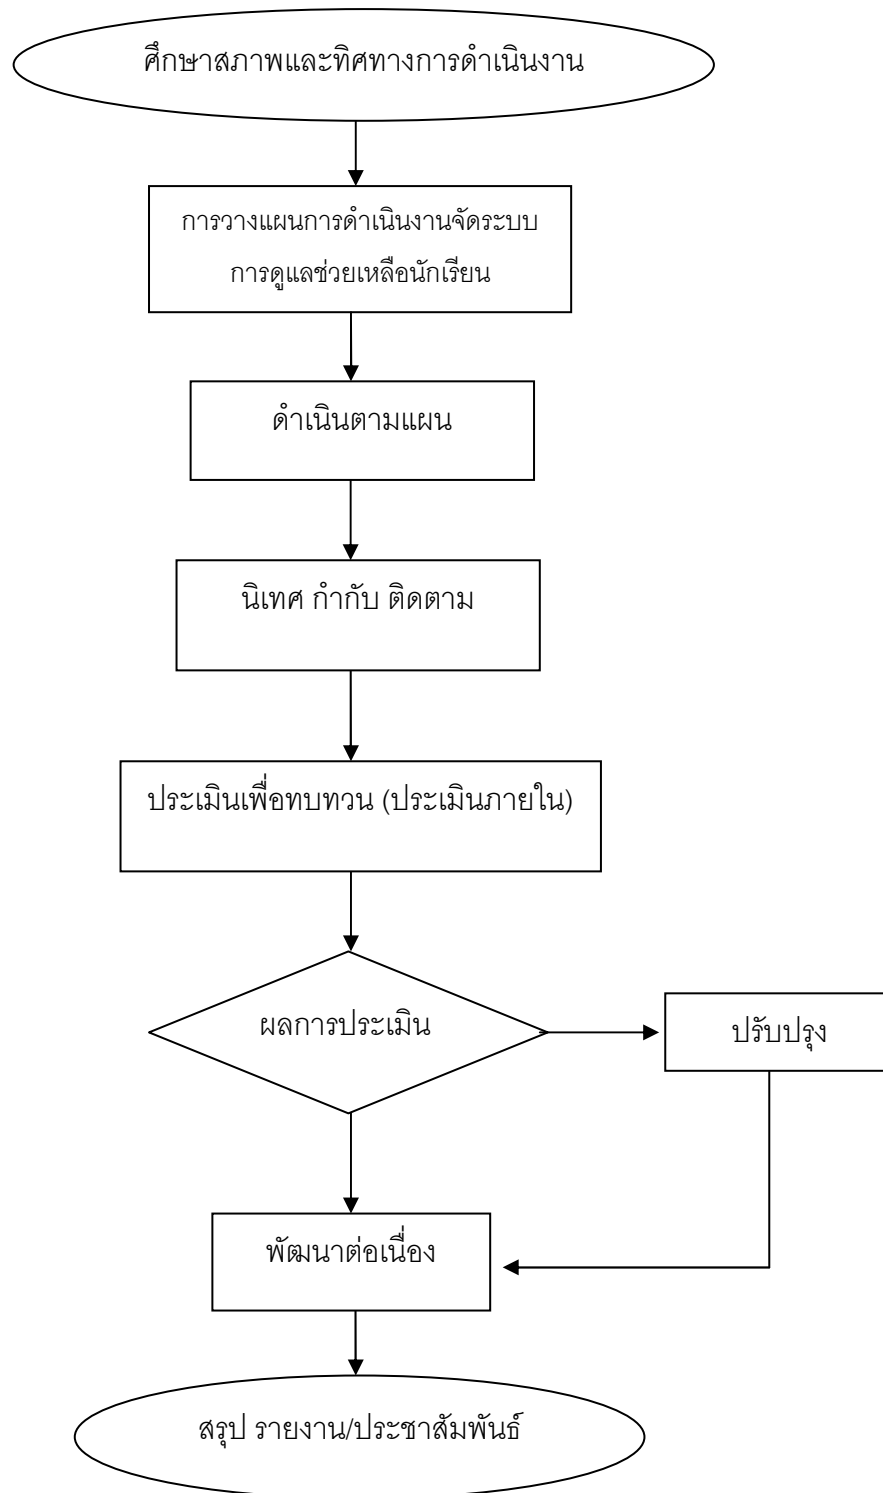 ศึกษาสภาพและทิศทางการดำเนินงาน
การวางแผนการดำเนินงานจัดระบบ
การดูแลช่วยเหลือนักเรียน
ดำเนินตามแผน
นิเทศ กำกับ ติดตาม
ประเมินเพื่อทบทวน (ประเมินภายใน)
ผลการประเมิน
ปรับปรุง
พัฒนาต่อเนื่อง
สรุป รายงาน/ประชาสัมพันธ์